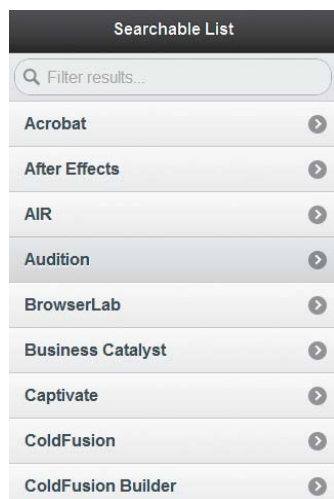 Searchable List
Filter results...
Acrobat
After Effects
AIR
Audition
BrowserLab
Business Catalyst
Captivate
ColdFusion
ColdFusion Builder